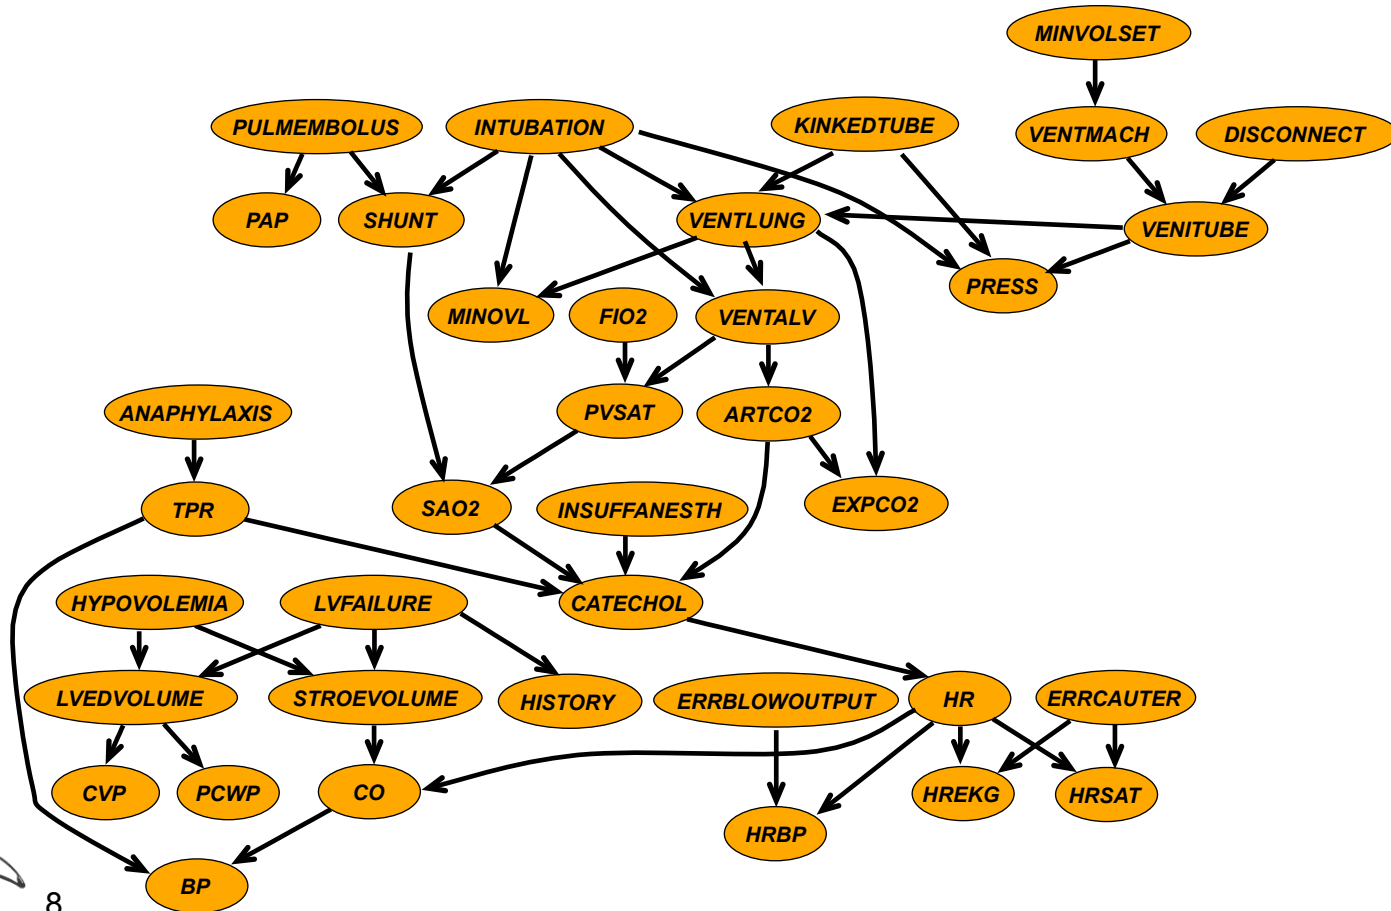 MINVOLSET
PULMEMBOLUS
INTUBATION
KINKEDTUBE
VENTMACH
DISCONNECT
PAP
SHUNT
VENTLUNG
VENITUBE
PRESS
MINOVL
FIO2
VENTALV
ANAPHYLAXIS
PVSAT
ARTCO2
TPR
SAO2
INSUFFANESTH
EXPCO2
HYPOVOLEMIA
LVFAILURE
CATECHOL
LVEDVOLUME
STROEVOLUME
HISTORY
ERRBLOWOUTPUT
HR
ERRCAUTER
CVP
PCWP
CO
HREKG
HRSAT
HRBP
BP
8